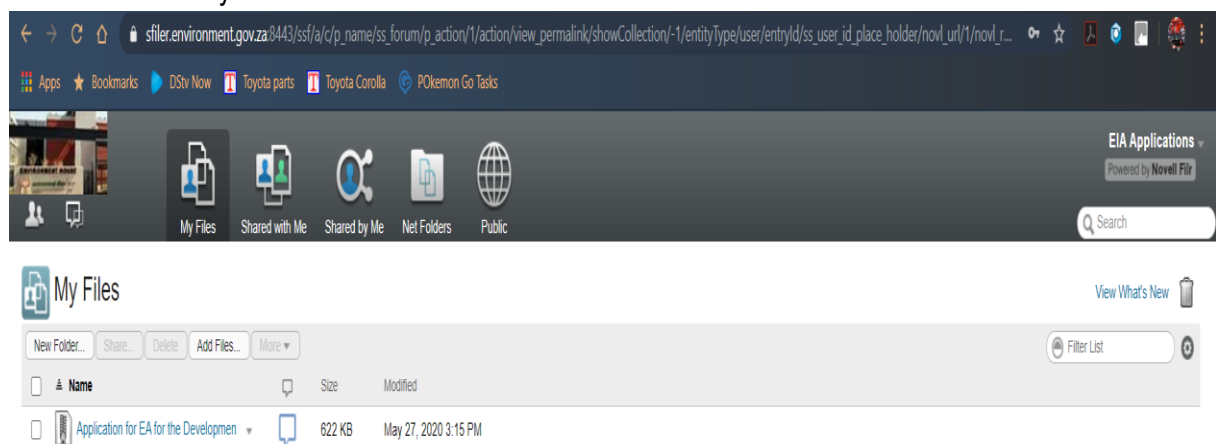 sfiler.environment.gov.za:8443/ssf/a/c/p_name/ss_forum/p_action/1/action/view_permalink/showCollection/-1/entityType/user/entryId/ss_user_id_place_holder/novl_url/1/novl_r...
Apps Bookmarks DStv Now Toyota parts Toyota Corolla POkemon Go Tasks
ENVIRONMENT HOUSE
EIA Applications
Powered by Novell Filr
My Files Shared with Me Shared by Me Net Folders Public
Search
My Files
View What's New
New Folder... Share... Delete Add Files... More
Filter List
Name Size Modified
Application for EA for the Developmen 622 KB May 27, 2020 3:15 PM